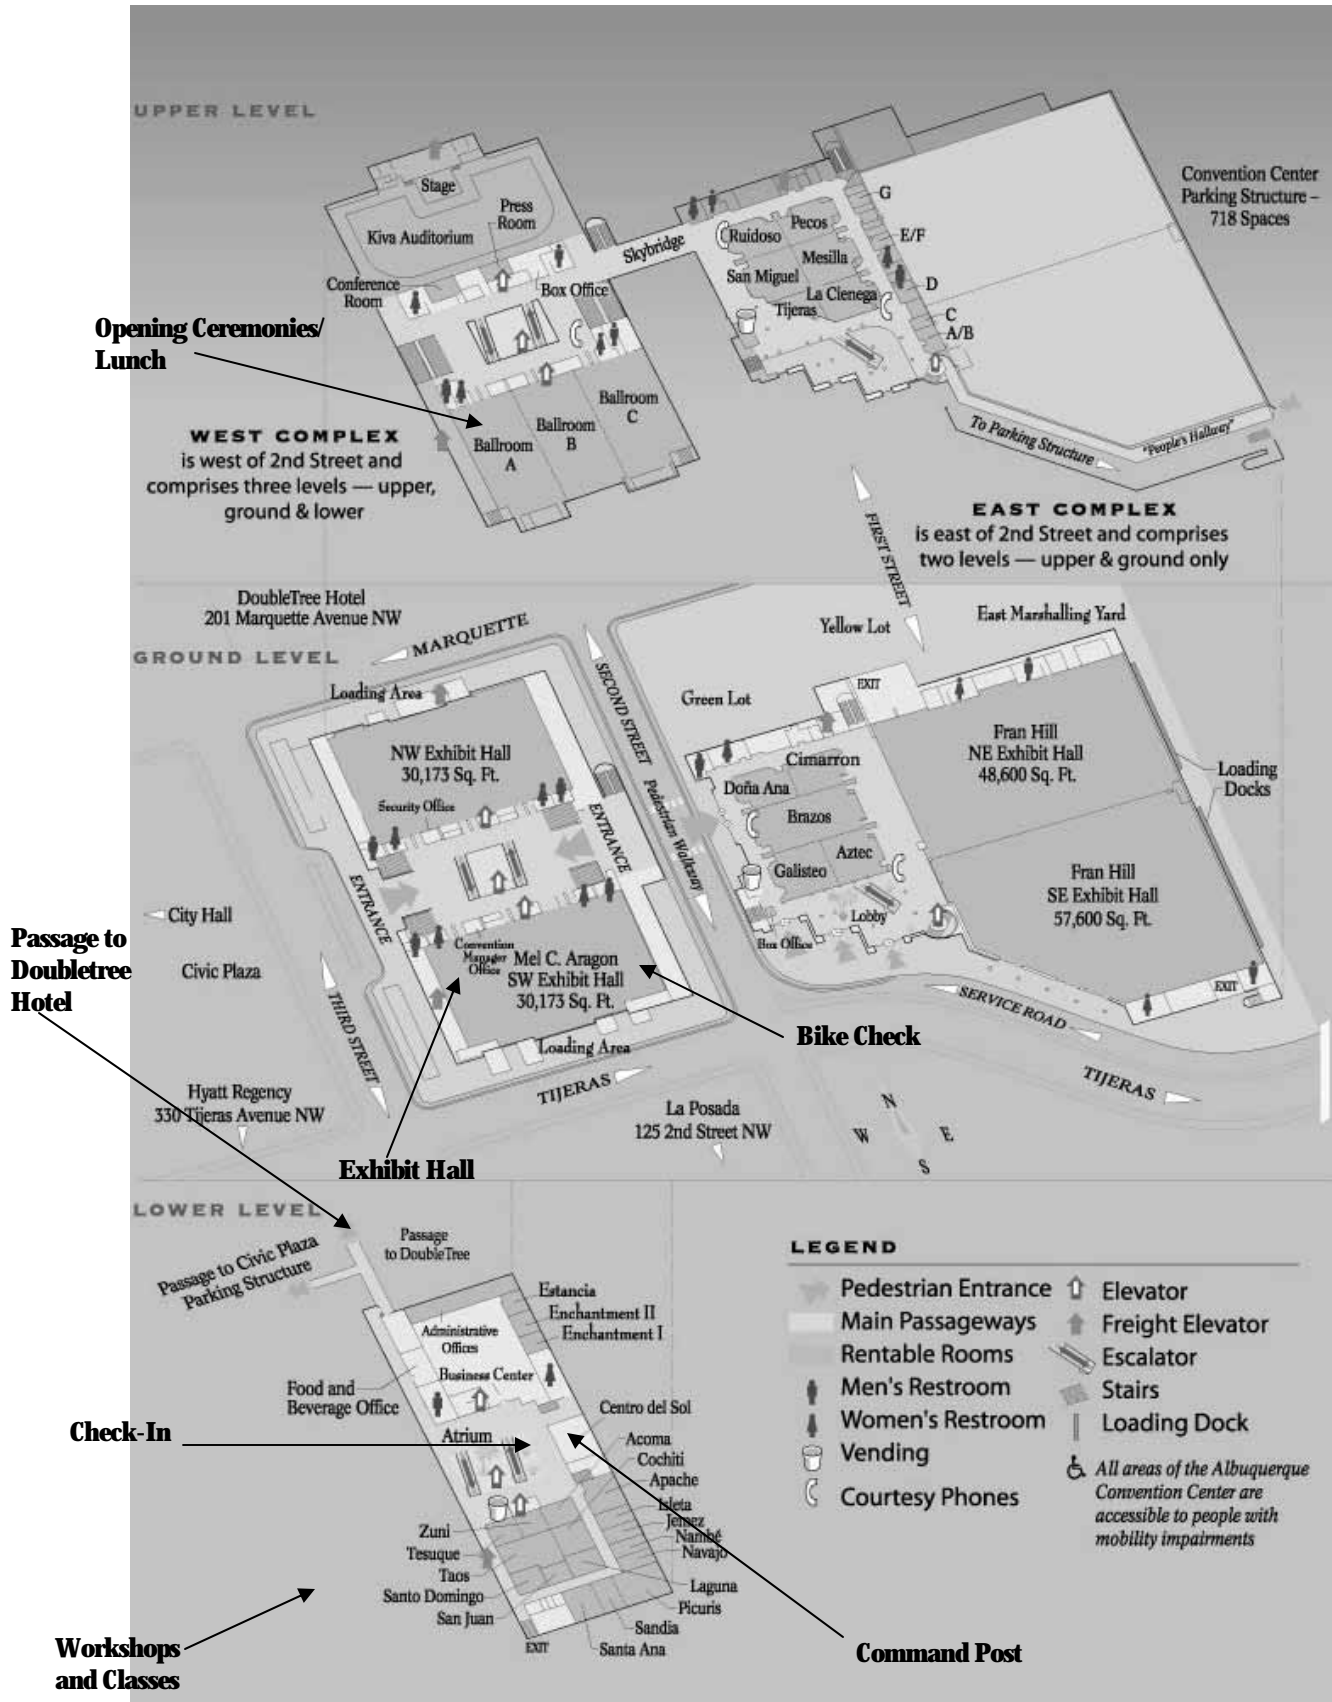 UPPER LEVEL
Stage
Press
Room
Kiva Auditorium
Conference
Room
Box Office
Skybridge
Ruidoso
Pecos
Mesilla
San Miguel
La Cienega
Tijeras
G
E/F
D
C
A/B
Convention Center
Parking Structure –
718 Spaces
Opening Ceremonies/
Lunch
Ballroom
C
Ballroom
B
Ballroom
A
To Parking Structure
"People's Hallway"
WEST COMPLEX
is west of 2nd Street and
comprises three levels — upper,
ground & lower
EAST COMPLEX
is east of 2nd Street and comprises
two levels — upper & ground only
FIRST STREET
DoubleTree Hotel
201 Marquette Avenue NW
MARQUETTE
GROUND LEVEL
Yellow Lot
East Marshalling Yard
SECOND STREET
Loading Area
Green Lot
EXIT
NW Exhibit Hall
30,173 Sq. Ft.
Security Office
Cimarron
Doña Ana
Brazos
Aztec
Galisteo
Fran Hill
NE Exhibit Hall
48,600 Sq. Ft.
Loading
Docks
Pedestrian Walkway
ENTRANCE
ENTRANCE
Lobby
Box Office
Fran Hill
SE Exhibit Hall
57,600 Sq. Ft.
City Hall
Civic Plaza
Passage to
Doubletree
Hotel
Convention
Manager
Office
Mel C. Aragon
SW Exhibit Hall
30,173 Sq. Ft.
EXIT
SERVICE ROAD
THIRD STREET
Loading Area
Bike Check
TIJERAS
TIJERAS
Hyatt Regency
330 Tijeras Avenue NW
La Posada
125 2nd Street NW
N
W
E
S
Exhibit Hall
LOWER LEVEL
Passage to Civic Plaza
Parking Structure
Passage
to DoubleTree
Estancia
Enchantment II
Enchantment I
Administrative
Offices
Business Center
Food and
Beverage Office
Centro del Sol
Check-In
Atrium
Acoma
Cochiti
Apache
Isleta
Jemez
Nambé
Navajo
Zuni
Tesuque
Taos
Santo Domingo
San Juan
Laguna
Picuris
Sandia
Santa Ana
EXIT
Workshops
and Classes
Command Post
LEGEND
Pedestrian Entrance
Main Passageways
Rentable Rooms
Men's Restroom
Women's Restroom
Vending
Courtesy Phones
Elevator
Freight Elevator
Escalator
Stairs
Loading Dock
All areas of the Albuquerque
Convention Center are
accessible to people with
mobility impairments